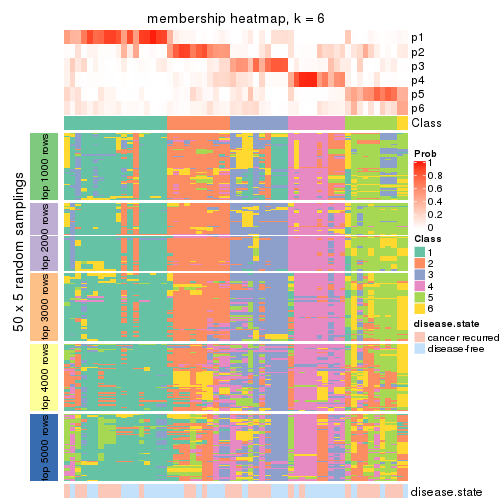 membership heatmap, k = 6
p1
p2
p3
p4
p5
p6
Class
50 x 5 random samplings
top 1000 rows
top 2000 rows
top 3000 rows
top 4000 rows
top 5000 rows
Prob
1
0.8
0.6
0.4
0.2
0
Class
1
2
3
4
5
6
disease.state
cancer recurred
disease-free
disease.state